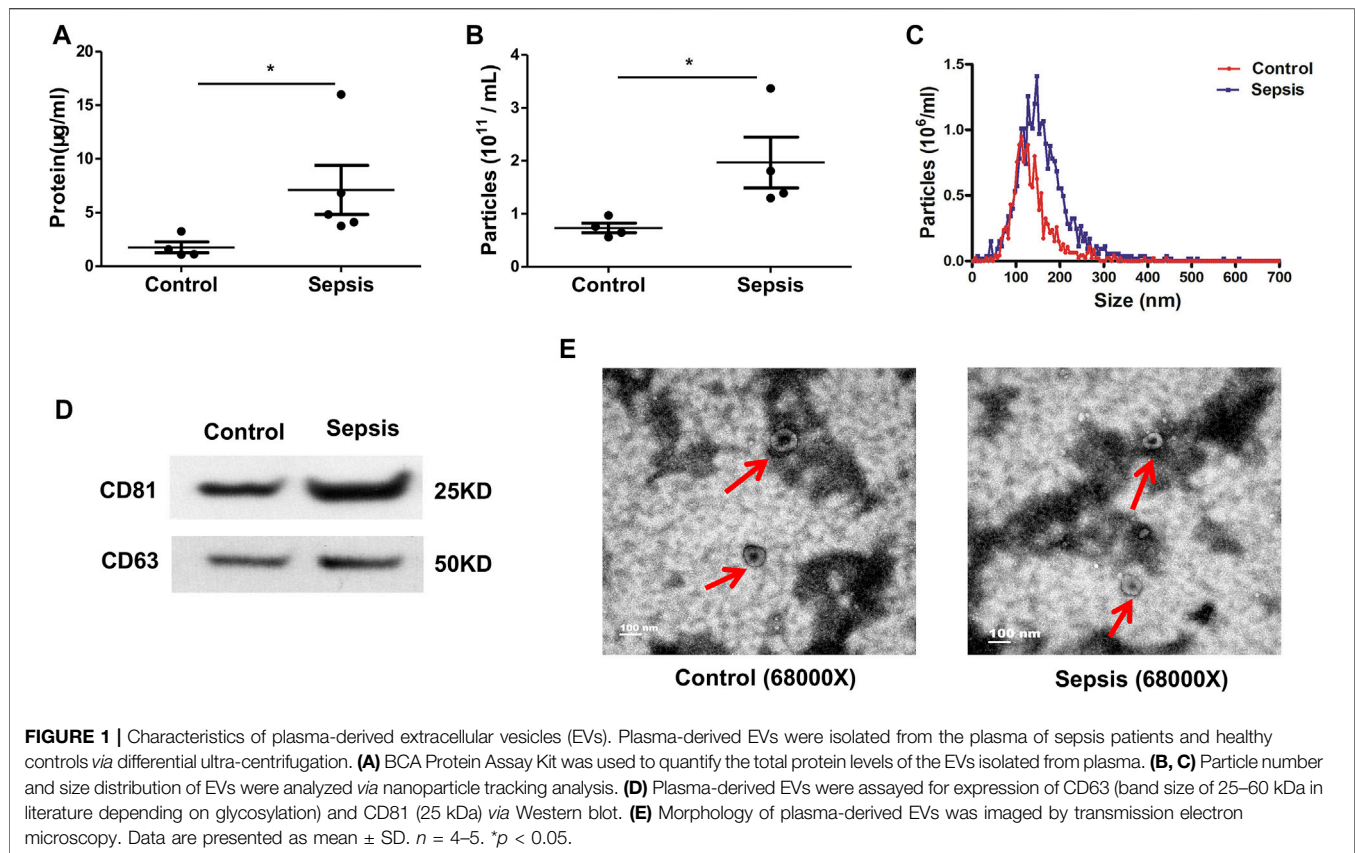 A
Protein(µg/ml)
20
15
10
5
0
*
Control Sepsis
B
Particles (10¹¹ / mL)
4
3
2
1
0
*
Control Sepsis
C
Particles (10⁶/ml)
1.5
1.0
0.5
0.0
Control
Sepsis
0 100 200 300 400 500 600 700
Size (nm)
D
Control Sepsis
CD81 25KD
CD63 50KD
E
100 nm
100 nm
Control (68000X) Sepsis (68000X)
FIGURE 1 | Characteristics of plasma-derived extracellular vesicles (EVs). Plasma-derived EVs were isolated from the plasma of sepsis patients and healthy
controls via differential ultra-centrifugation. (A) BCA Protein Assay Kit was used to quantify the total protein levels of the EVs isolated from plasma. (B, C) Particle number
and size distribution of EVs were analyzed via nanoparticle tracking analysis. (D) Plasma-derived EVs were assayed for expression of CD63 (band size of 25–60 kDa in
literature depending on glycosylation) and CD81 (25 kDa) via Western blot. (E) Morphology of plasma-derived EVs was imaged by transmission electron
microscopy. Data are presented as mean ± SD. n = 4–5. *p < 0.05.